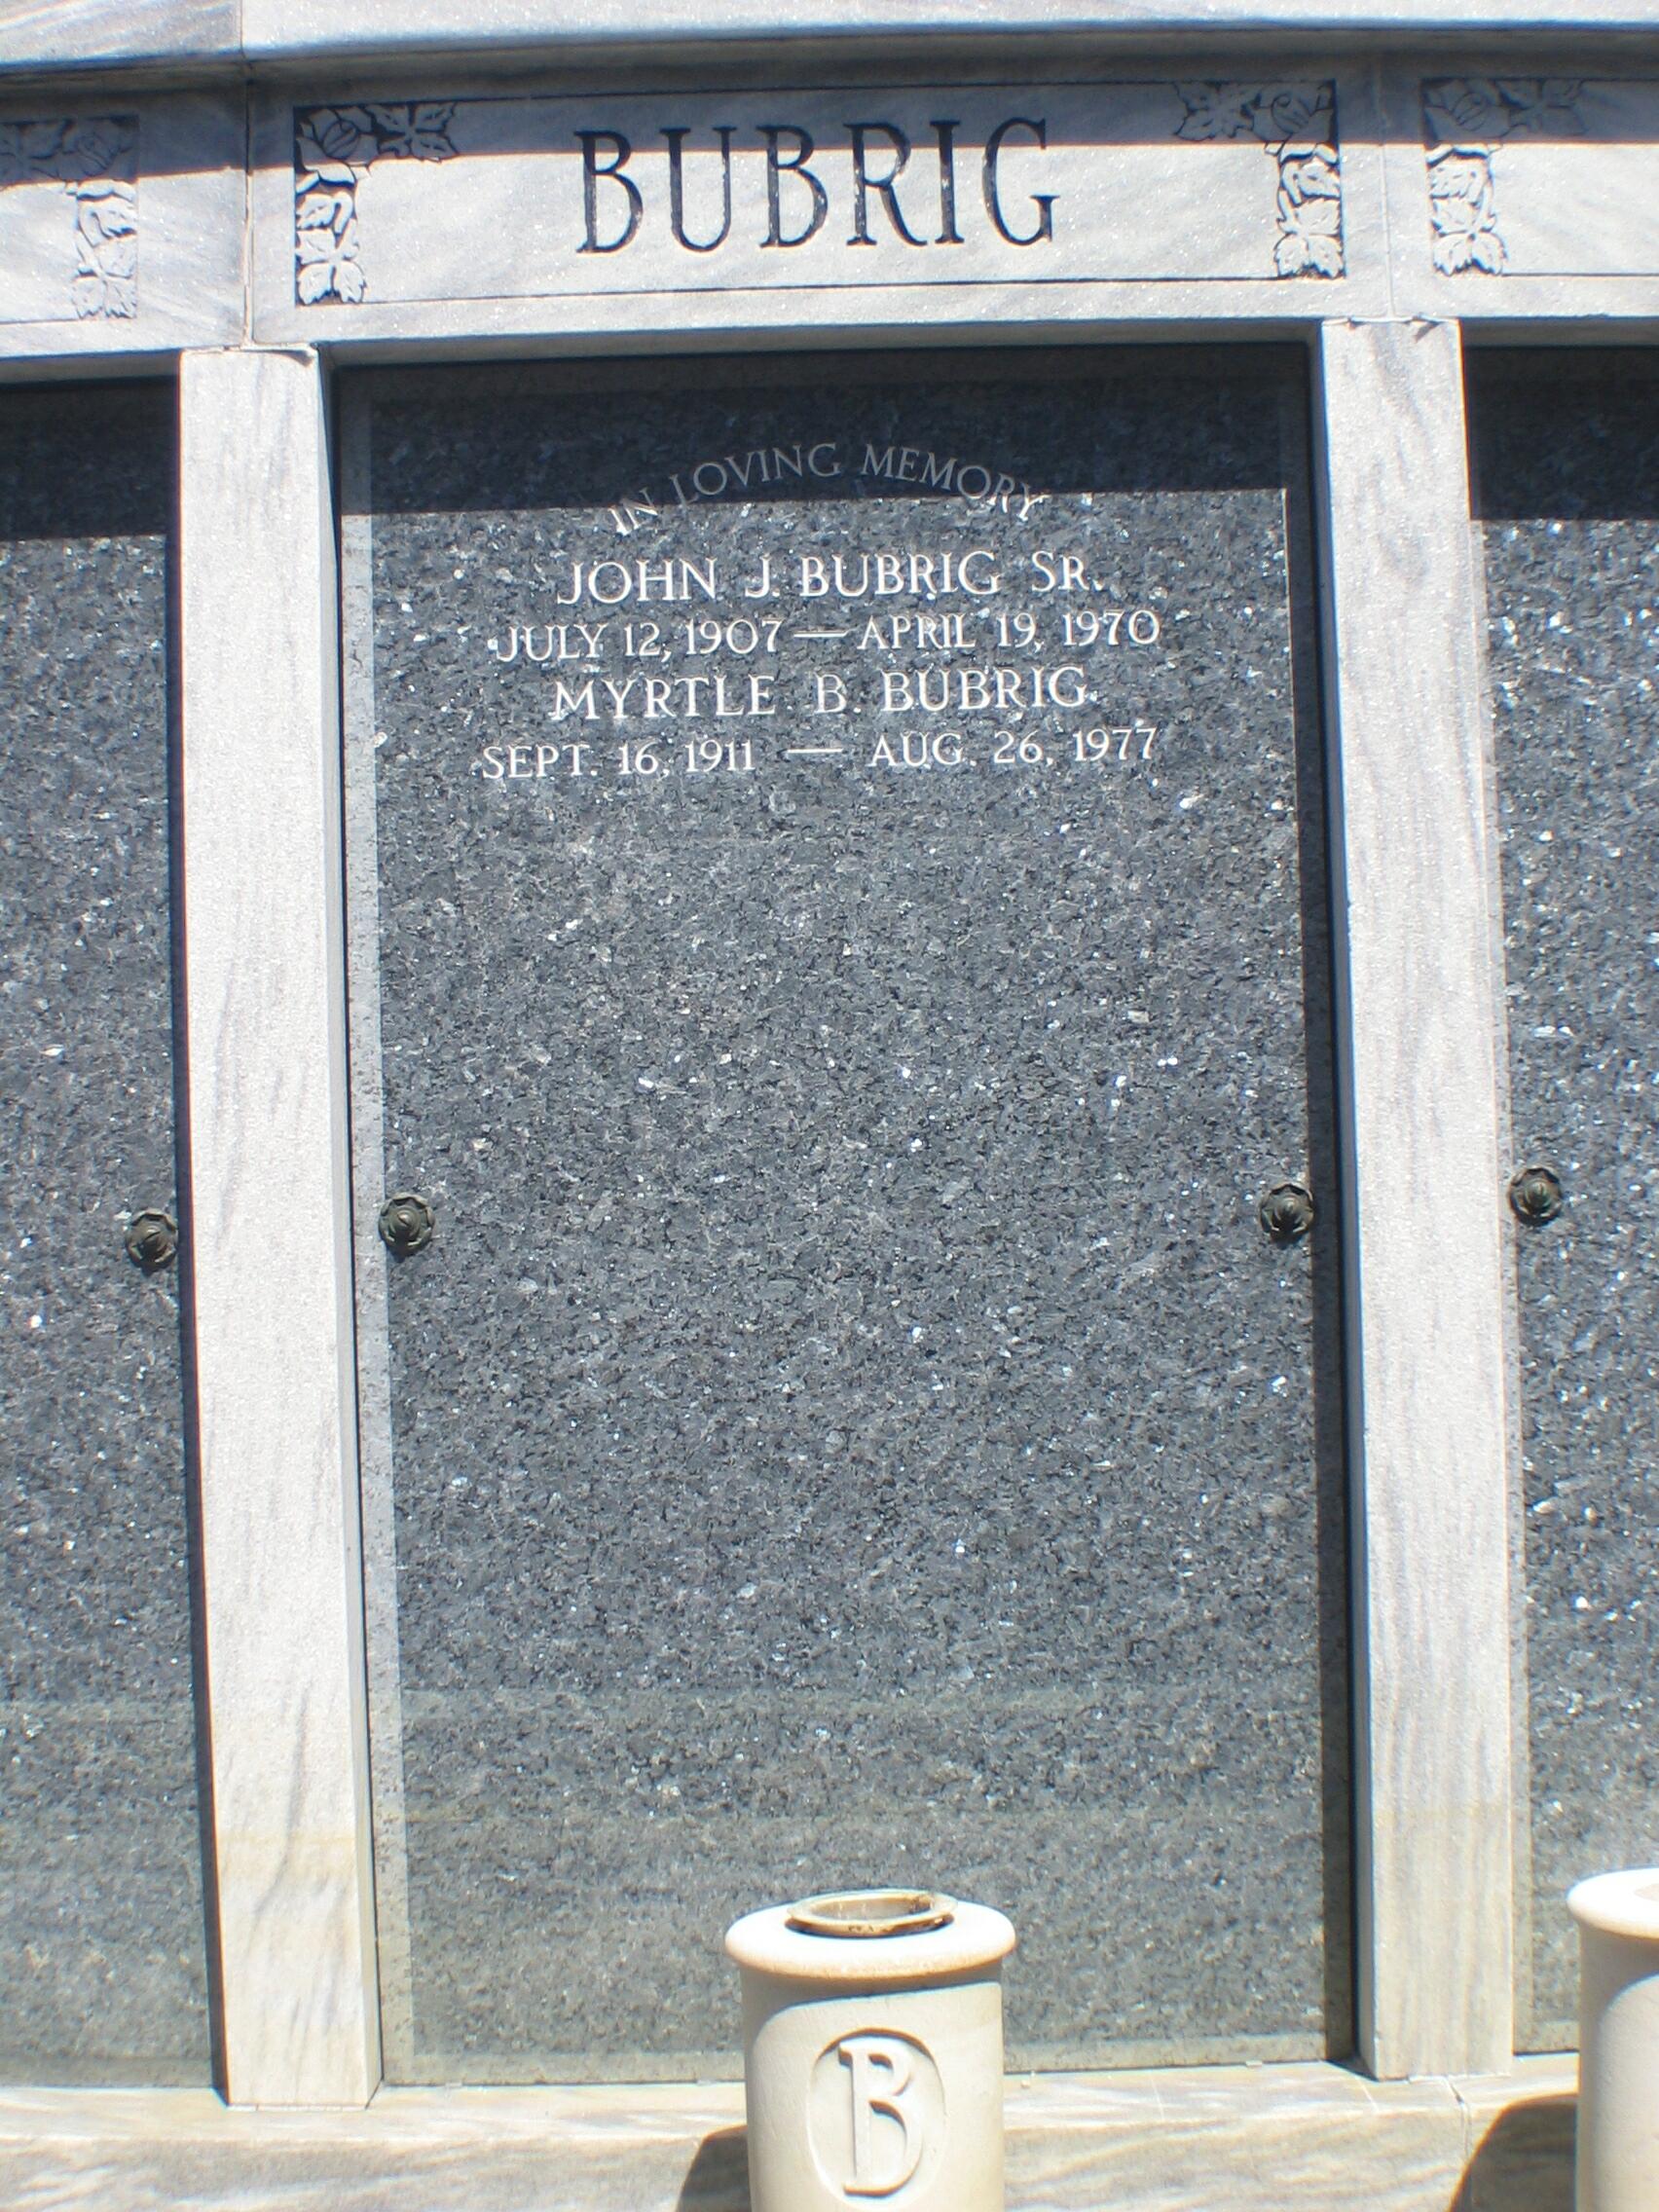 BUBRIG
IN LOVING MEMORY
JOHN J. BUBRIG SR.
JULY 12, 1907 — APRIL 19, 1970
MYRTLE B. BUBRIG
SEPT. 16, 1911 — AUG. 26, 1977
B